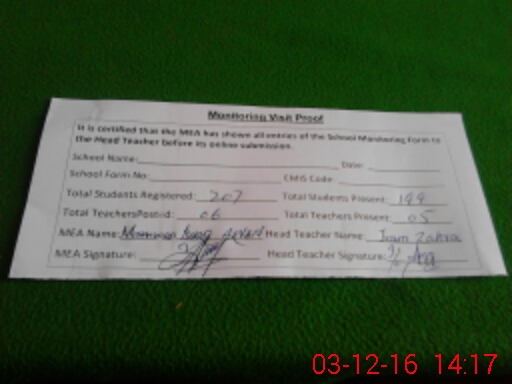 Monitoring Visit Proof
It is certified that the MEA has shown all entries of the School Monitoring Form to
the Head Teacher before its online submission.
School Name: Date:
School Form No: EMIS Code:
Total Students Registered: 207 Total Students Present: 199
Total Teachers Posted: 06 Total Teachers Present: 05
MEA Name: Head Teacher Name: Iram Zahra
MEA Signature: Head Teacher Signature:
03-12-16 14:17